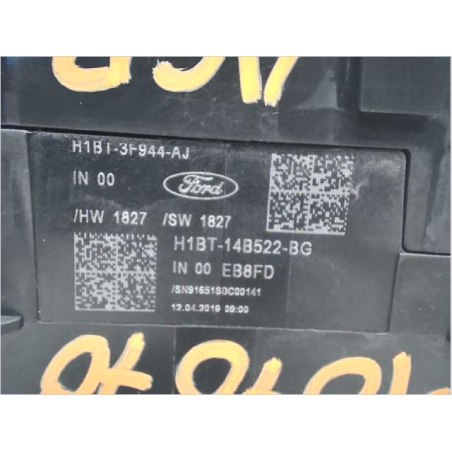 H1BT-3F944-AJ
IN 00
Ford
/HW 1827 /SW 1827
H1BT-14B522-BG
IN 00 EB8FD
/SN91651S0C00141
12.04.2019 09:00